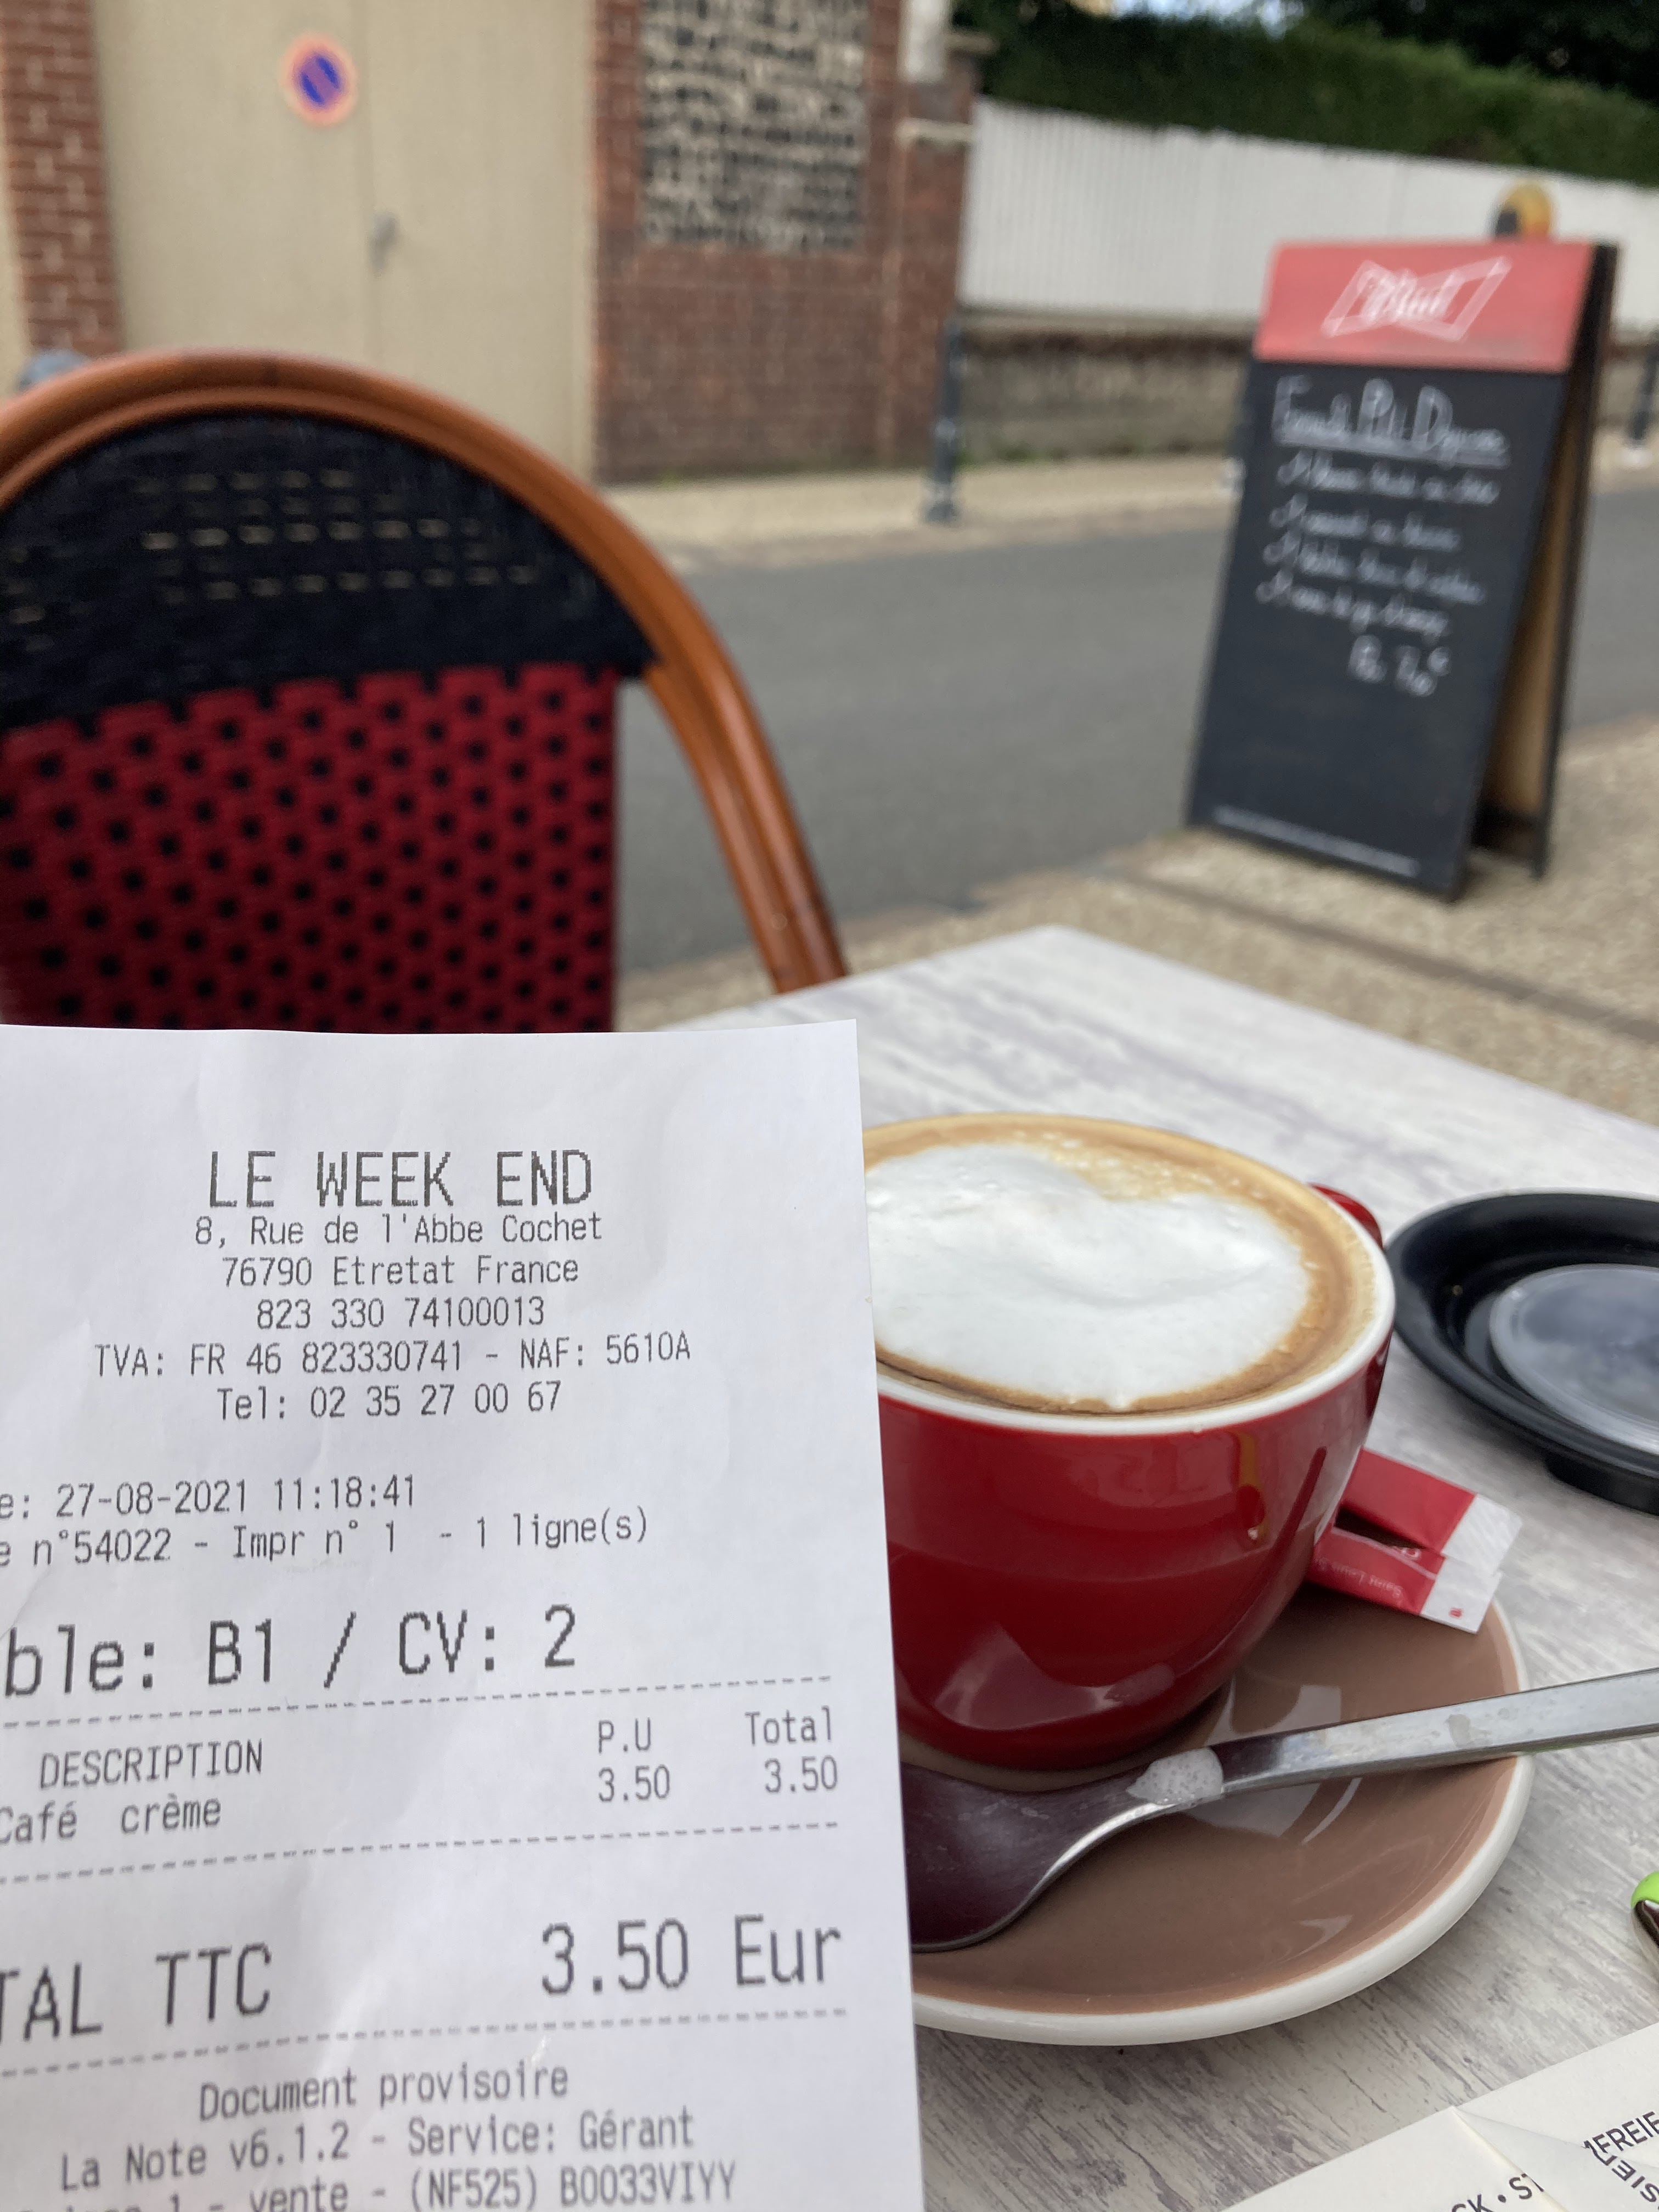 Bud
LE WEEK END
8, Rue de l'Abbe Cochet
76790 Etretat France
823 330 74100013
TVA: FR 46 823330741 - NAF: 5610A
Tel: 02 35 27 00 67
e: 27-08-2021 11:18:41
e n°54022 - Impr n° 1 - 1 ligne(s)
ble: B1 / CV: 2
DESCRIPTION P.U Total
Café crème 3.50 3.50
TAL TTC 3.50 Eur
Document provisoire
La Note v6.1.2 - Service: Gérant
1 - vente - (NF525) B0033VIYY